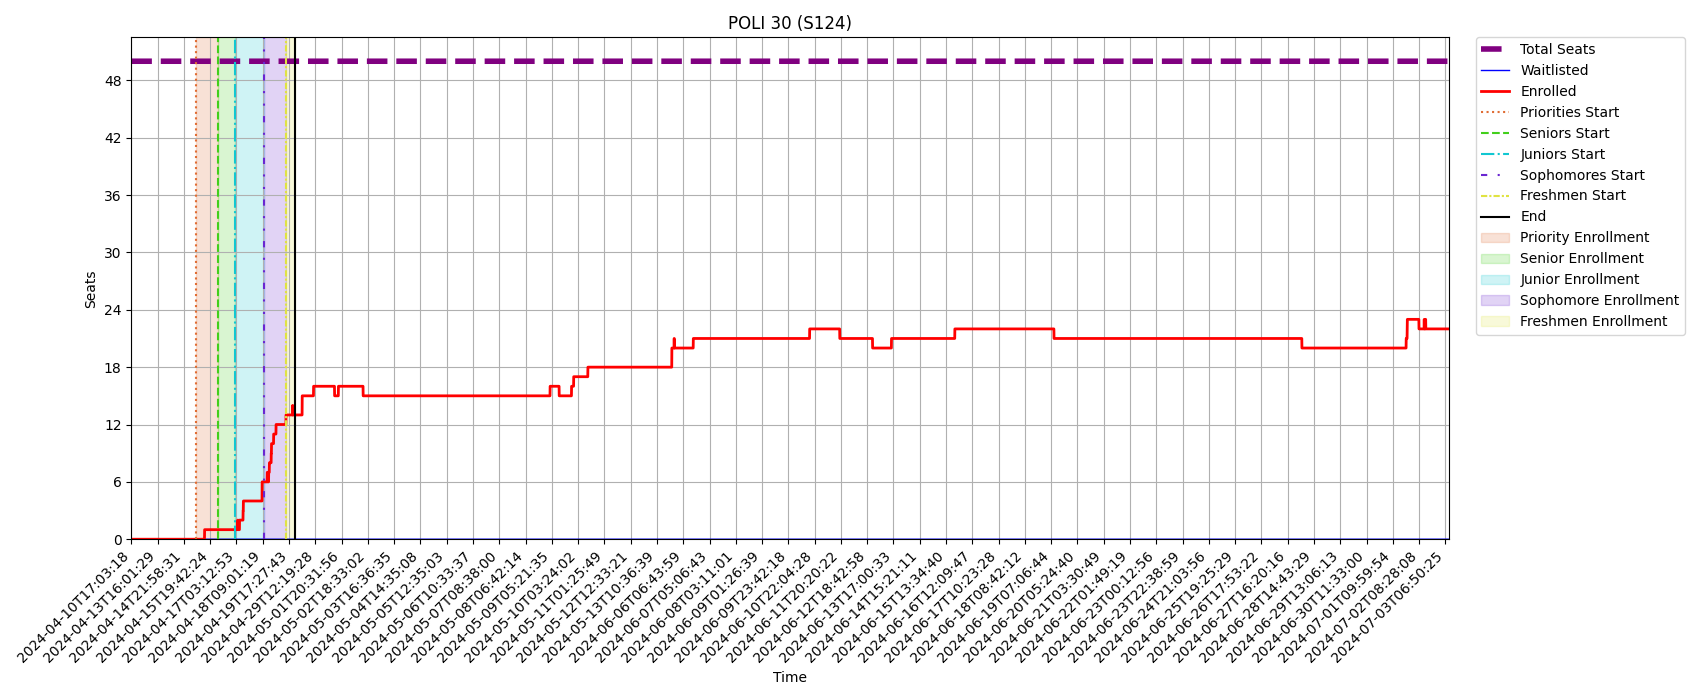 POLI 30 (S124)
Seats
48
42
36
30
24
18
12
6
0
2024-04-10T17:03:18
2024-04-13T16:01:29
2024-04-14T21:58:31
2024-04-15T19:42:24
2024-04-17T03:12:53
2024-04-18T09:01:19
2024-04-19T17:27:43
2024-04-29T12:19:28
2024-05-01T20:31:56
2024-05-02T18:33:02
2024-05-03T16:36:35
2024-05-04T14:35:08
2024-05-05T12:35:03
2024-05-06T10:33:37
2024-05-07T08:38:00
2024-05-08T06:42:14
2024-05-09T05:21:35
2024-05-10T03:24:02
2024-05-11T01:25:49
2024-05-12T12:33:21
2024-05-13T10:36:39
2024-06-06T06:43:59
2024-06-07T05:06:43
2024-06-08T03:11:01
2024-06-09T01:26:39
2024-06-09T23:42:18
2024-06-10T22:04:28
2024-06-11T20:20:22
2024-06-12T18:42:58
2024-06-13T17:00:33
2024-06-14T15:21:11
2024-06-15T13:34:40
2024-06-16T12:09:47
2024-06-17T10:23:28
2024-06-18T08:42:12
2024-06-19T07:06:44
2024-06-20T05:24:40
2024-06-21T03:30:49
2024-06-22T01:49:19
2024-06-23T00:12:56
2024-06-23T22:38:59
2024-06-24T21:03:56
2024-06-25T19:25:29
2024-06-26T17:53:22
2024-06-27T16:20:16
2024-06-28T14:43:29
2024-06-29T13:06:13
2024-06-30T11:33:00
2024-07-01T09:59:54
2024-07-02T08:28:08
2024-07-03T06:50:25
Time
Total Seats
Waitlisted
Enrolled
Priorities Start
Seniors Start
Juniors Start
Sophomores Start
Freshmen Start
End
Priority Enrollment
Senior Enrollment
Junior Enrollment
Sophomore Enrollment
Freshmen Enrollment